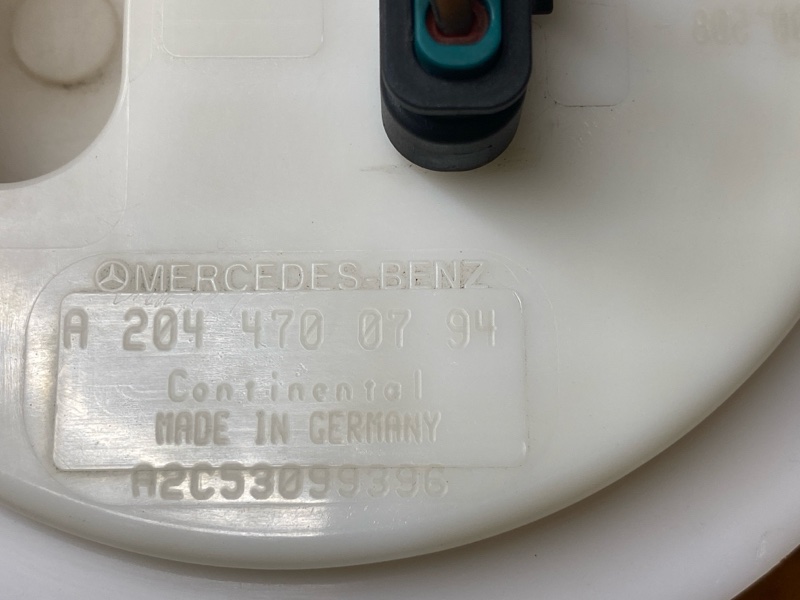 MERCEDES-BENZ
A 204 470 07 94
Continental
MADE IN GERMANY
A2C53099396